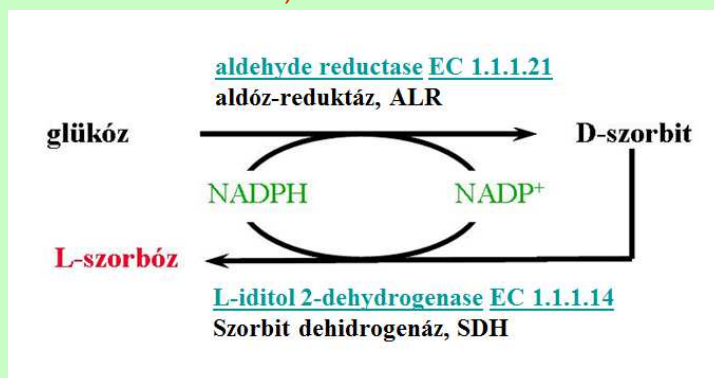 aldehyde reductase EC 1.1.1.21
aldóz-reduktáz, ALR
glükóz
D-szorbit
NADPH
NADP+
L-szorbóz
L-iditol 2-dehydrogenase EC 1.1.1.14
Szorbit dehidrogenáz, SDH